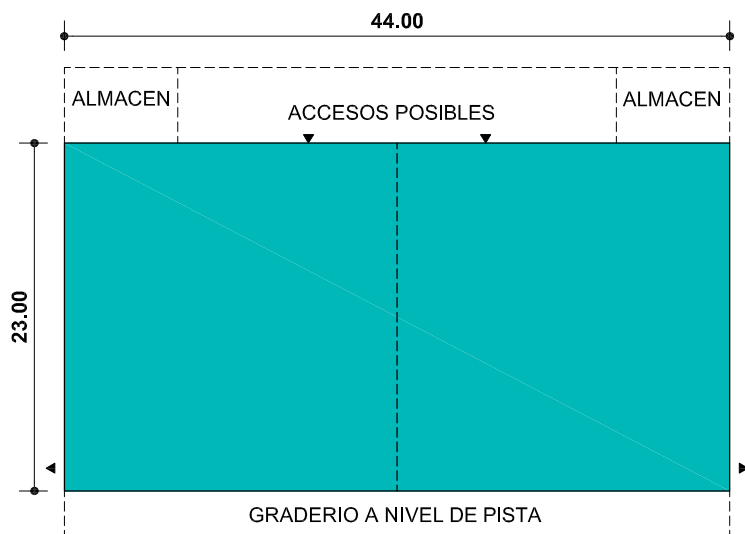 44.00
ALMACEN
ALMACEN
ACCESOS POSIBLES
23.00
GRADERIO A NIVEL DE PISTA